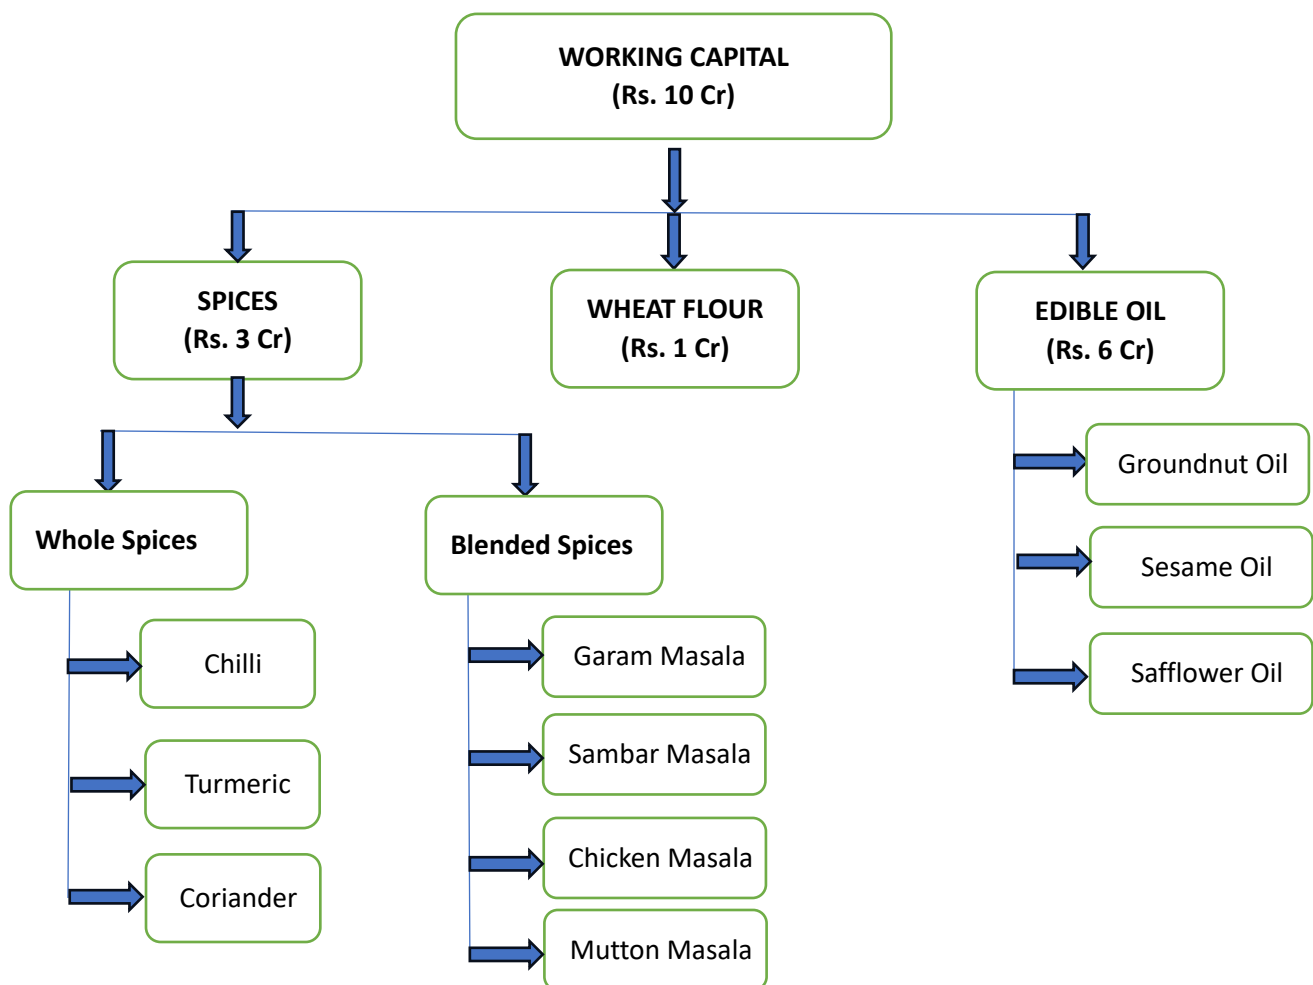 WORKING CAPITAL
(Rs. 10 Cr)
SPICES
(Rs. 3 Cr)
WHEAT FLOUR
(Rs. 1 Cr)
EDIBLE OIL
(Rs. 6 Cr)
Whole Spices
Chilli
Turmeric
Coriander
Blended Spices
Garam Masala
Sambar Masala
Chicken Masala
Mutton Masala
Groundnut Oil
Sesame Oil
Safflower Oil